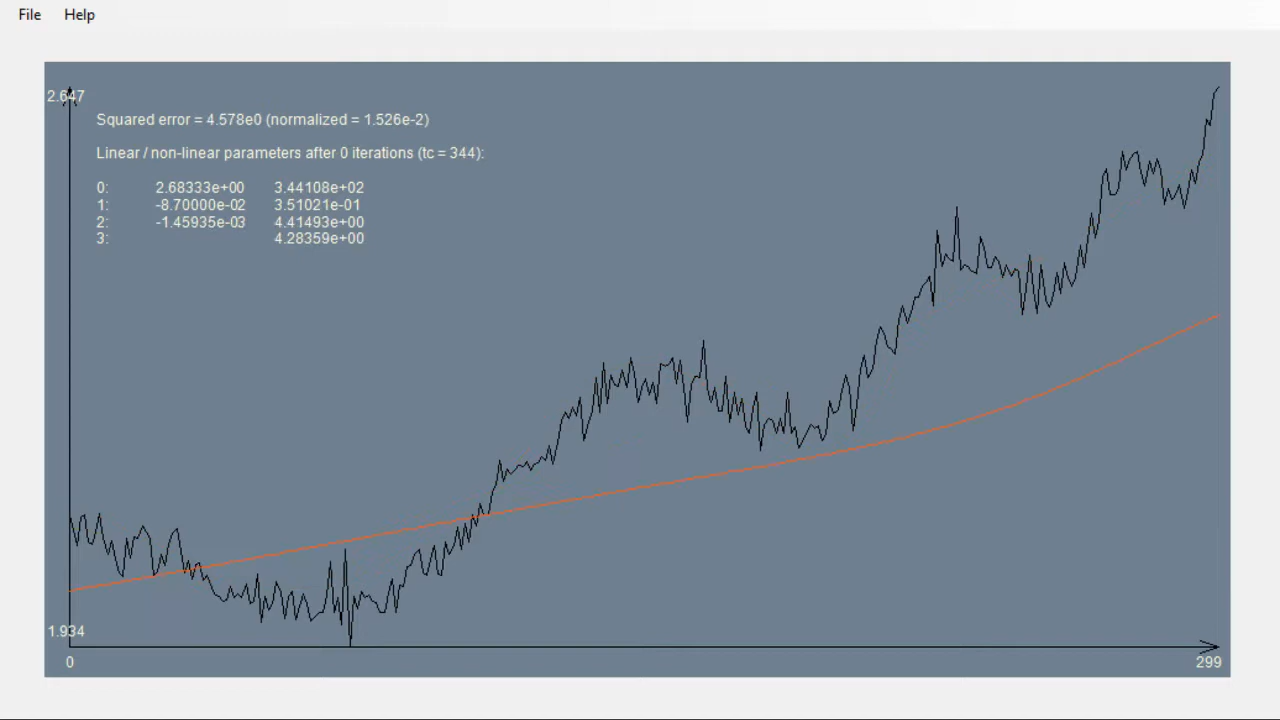 File Help
2.647
Squared error = 4.578e0 (normalized = 1.526e-2)
Linear / non-linear parameters after 0 iterations (tc = 344):
0: 2.68333e+00 3.44108e+02
1: -8.70000e-02 3.51021e-01
2: -1.45935e-03 4.41493e+00
3: 4.28359e+00
1.934
0 299